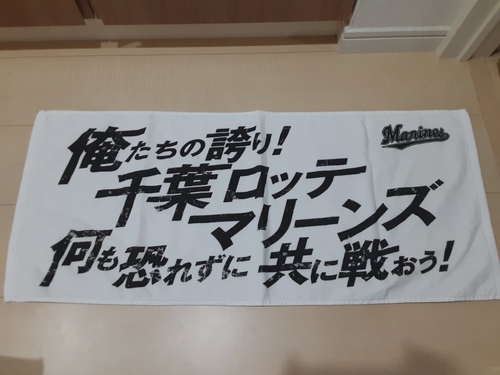 Marines
俺たちの誇り!
千葉ロッテ
マリーンズ
何も恐れずに共に戦おう!